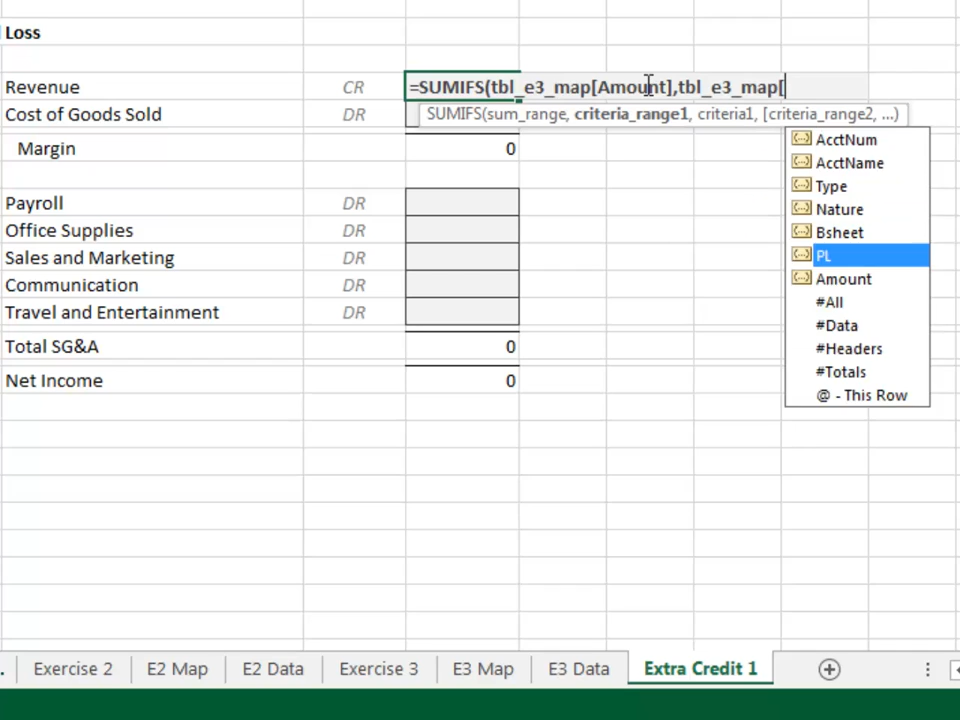 Loss
Revenue CR =SUMIFS(tbl_e3_map[Amount],tbl_e3_map[
Cost of Goods Sold DR SUMIFS(sum_range, criteria_range1, criteria1, [criteria_range2, ...)
AcctNum
Margin 0
AcctName
Type
Payroll DR
Nature
Office Supplies DR
Bsheet
Sales and Marketing DR
PL
Communication DR
Amount
#All
Travel and Entertainment DR
#Data
Total SG&A 0
#Headers
#Totals
Net Income 0
@ - This Row
. Exercise 2 E2 Map E2 Data Exercise 3 E3 Map E3 Data Extra Credit 1